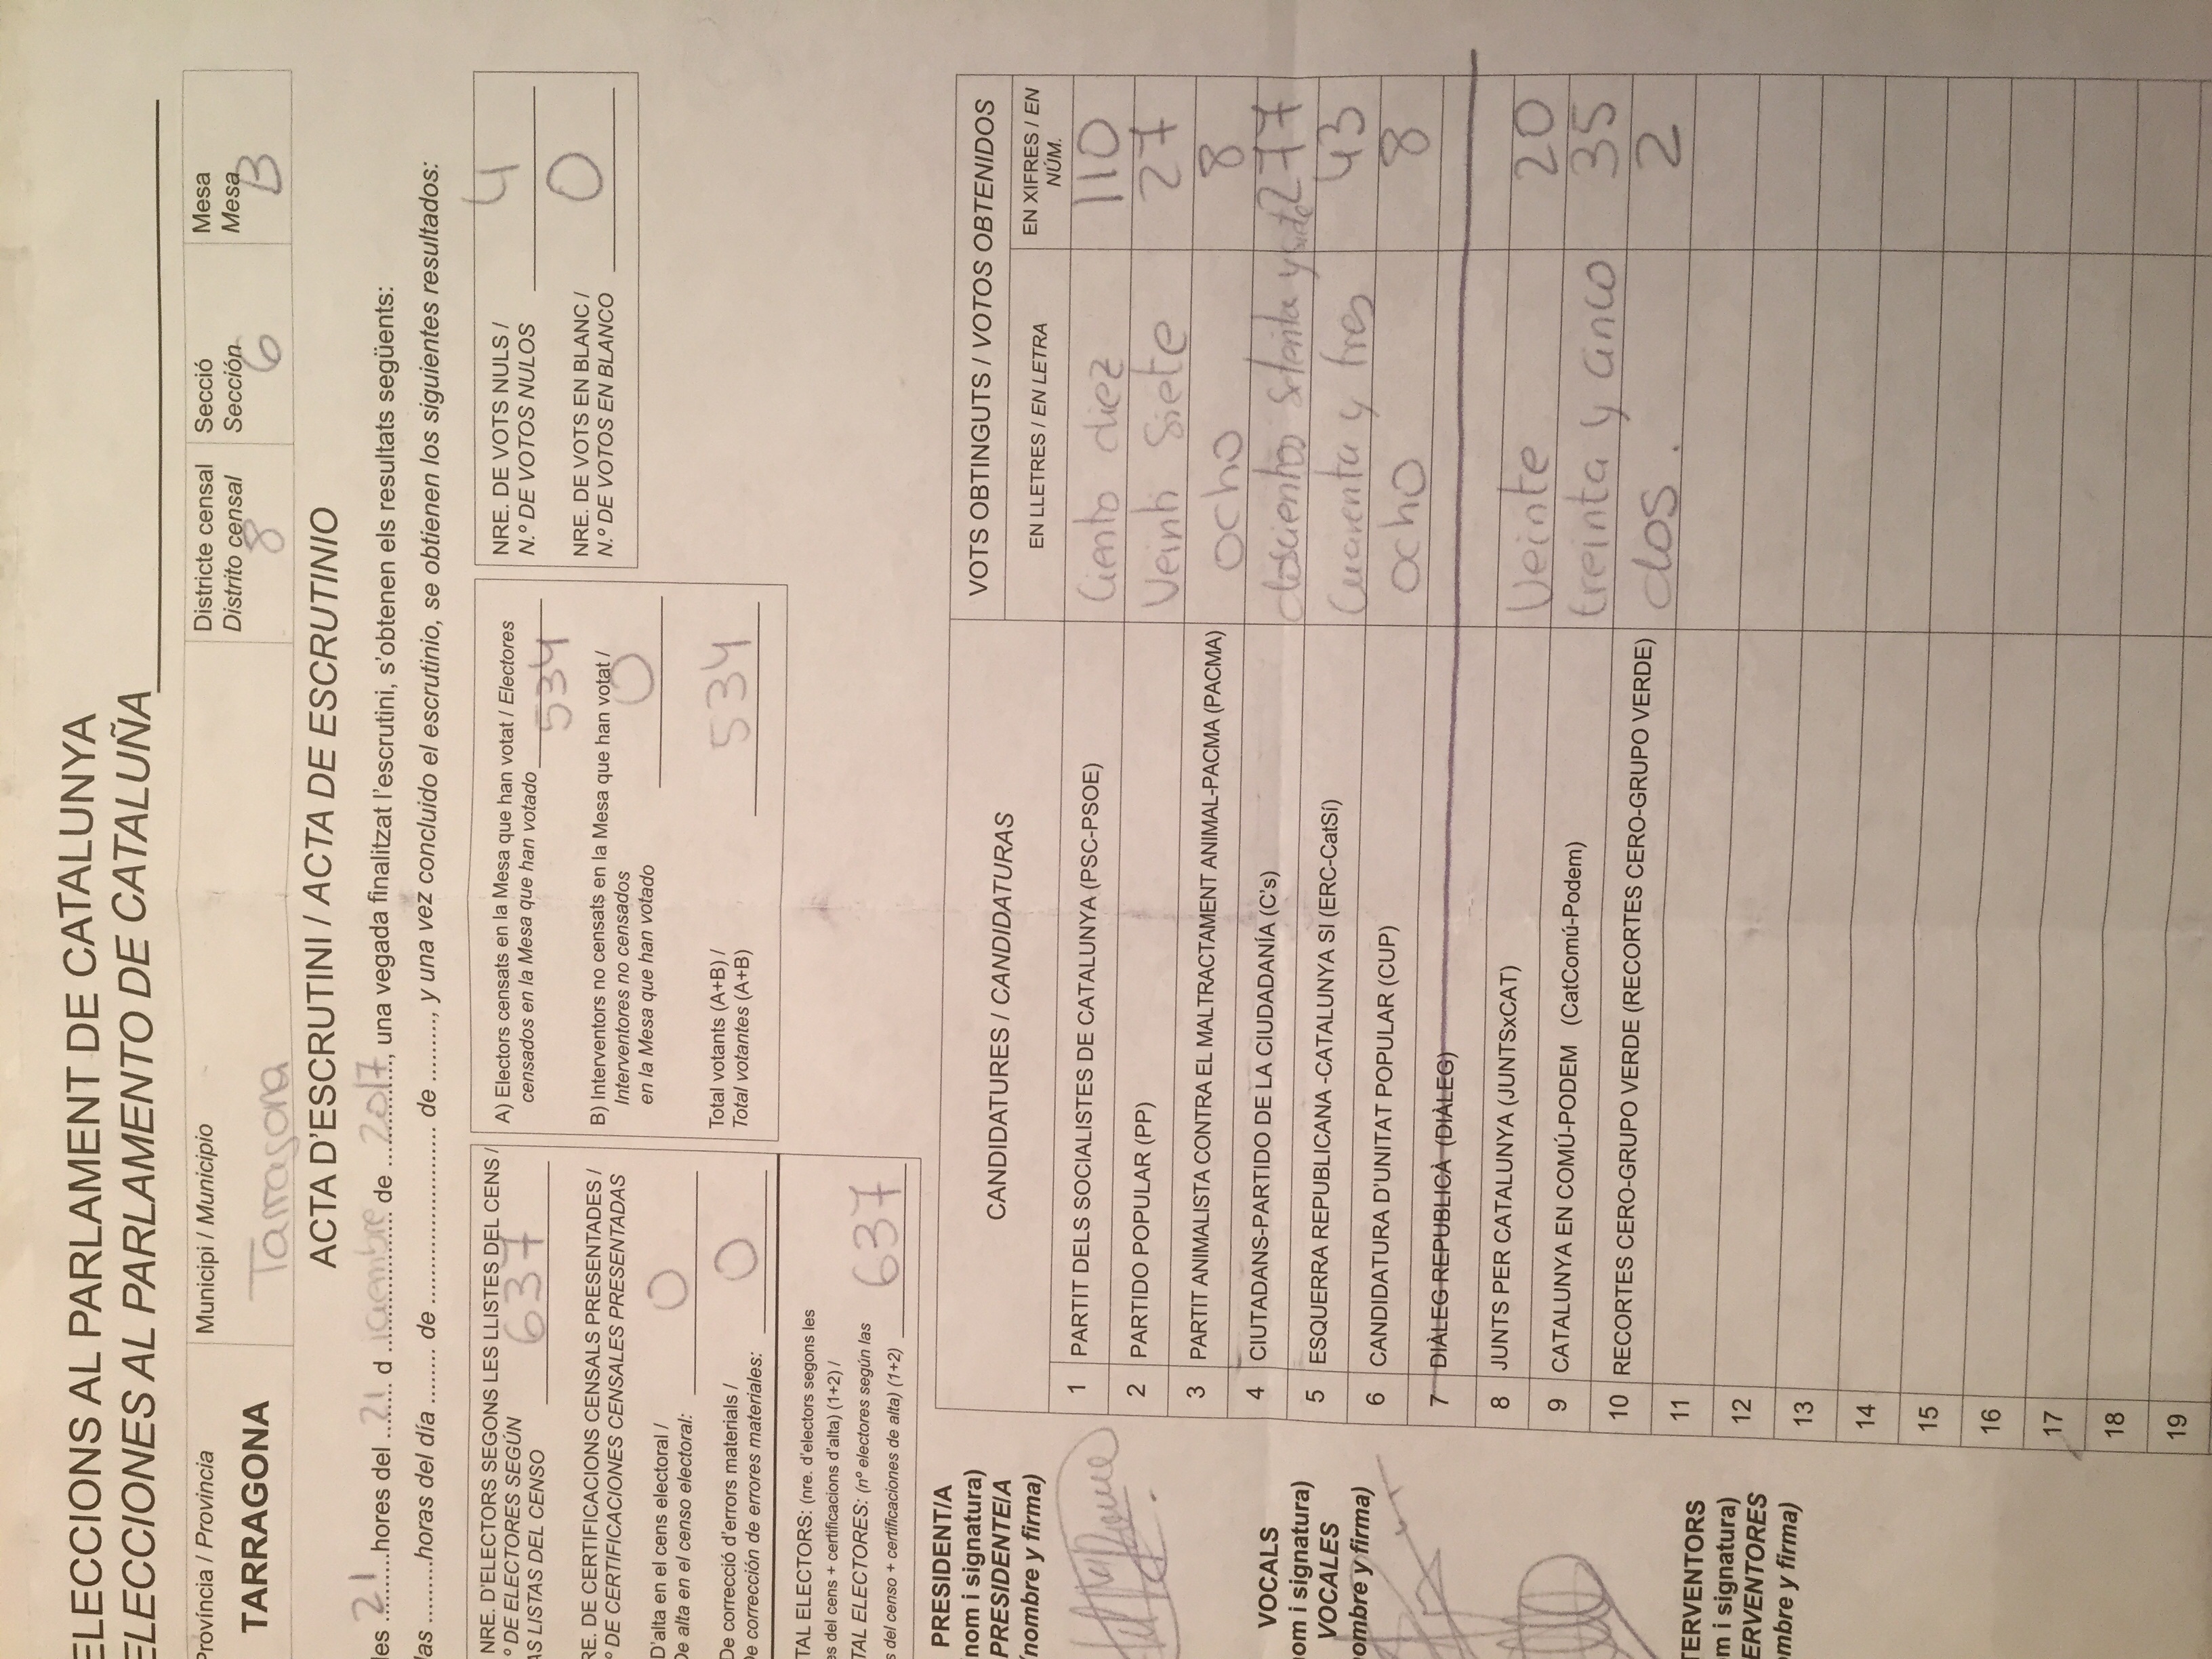 ELECCIONS AL PARLAMENT DE CATALUNYA
ELECCIONES AL PARLAMENTO DE CATALUÑA
Província / Provincia
TARRAGONA
Municipi / Municipio
Tarragona
Districte censal
Distrito censal
8
Secció
Sección
6
Mesa
Mesa
B
ACTA D'ESCRUTINI / ACTA DE ESCRUTINIO
les 21 hores del 21 d iciembre de 2017, una vegada finalitzat l'escrutini, s'obtenen els resultats següents:
las .........horas del día ........ de ......................... de ........., y una vez concluido el escrutinio, se obtienen los siguientes resultados:
NRE. D'ELECTORS SEGONS LES LLISTES DEL CENS /
º DE ELECTORES SEGÚN
AS LISTAS DEL CENSO 637
RE. DE CERTIFICACIONS CENSALS PRESENTADES /
º DE CERTIFICACIONES CENSALES PRESENTADAS
D'alta en el cens electoral /
De alta en el censo electoral: 0
De correcció d'errors materials /
De corrección de errores materiales: 0
TAL ELECTORS: (nre. d'electors segons les
es del cens + certificacions d'alta) (1+2) /
TAL ELECTORES: (nº electores según las
s del censo + certificaciones de alta) (1+2) 637
A) Electors censats en la Mesa que han votat / Electores
censados en la Mesa que han votado
534
B) Interventors no censats en la Mesa que han votat /
Interventores no censados
en la Mesa que han votado 0
Total votants (A+B) /
Total votantes (A+B) 534
NRE. DE VOTS NULS /
N.º DE VOTOS NULOS 4
NRE. DE VOTS EN BLANC /
N.º DE VOTOS EN BLANCO 0
PRESIDENT/A
(nom i signatura)
PRESIDENTE/A
(nombre y firma)
VOCALS
nom i signatura)
VOCALES
ombre y firma)
TERVENTORS
m i signatura)
ERVENTORES
mbre y firma)
CANDIDATURES / CANDIDATURAS
VOTS OBTINGUTS / VOTOS OBTENIDOS
EN LLETRES / EN LETRA
EN XIFRES / EN
NÚM.
1 PARTIT DELS SOCIALISTES DE CATALUNYA (PSC-PSOE) Ciento diez 110
2 PARTIDO POPULAR (PP) Veinti Siete 27
3 PARTIT ANIMALISTA CONTRA EL MALTRACTAMENT ANIMAL-PACMA (PACMA) ocho 8
4 CIUTADANS-PARTIDO DE LA CIUDADANÍA (C's) doscientos setenta y siete 277
5 ESQUERRA REPUBLICANA -CATALUNYA SI (ERC-CatSí) Cuarenta y tres 43
6 CANDIDATURA D'UNITAT POPULAR (CUP) ocho 8
7 DIÀLEG REPUBLICÀ (DIÀLEG)
8 JUNTS PER CATALUNYA (JUNTSxCAT) Veinte 20
9 CATALUNYA EN COMÚ-PODEM (CatComú-Podem) treinta y cinco 35
10 RECORTES CERO-GRUPO VERDE (RECORTES CERO-GRUPO VERDE) dos. 2
11
12
13
14
15
16
17
18
19